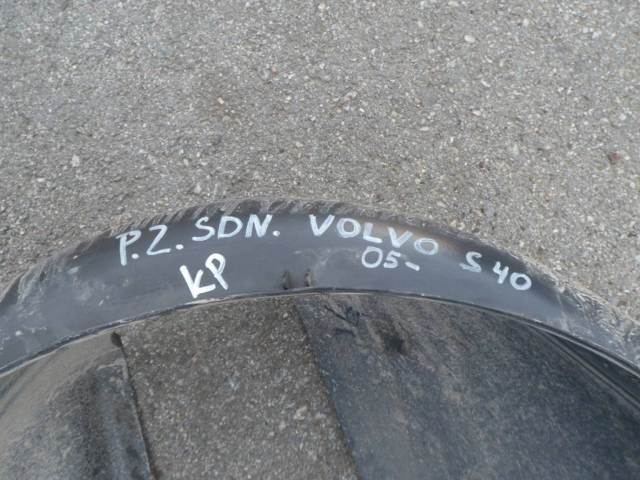 P.Z. SDN. VOLVO S40
KP 05-